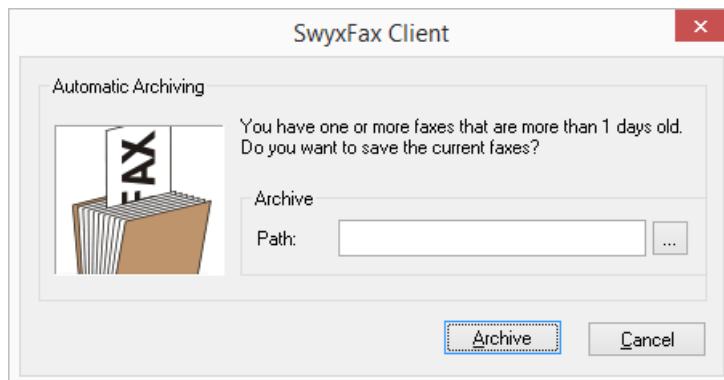 SwyxFax Client
Automatic Archiving
FAX
You have one or more faxes that are more than 1 days old.
Do you want to save the current faxes?
Archive
Path:
...
Archive
Cancel